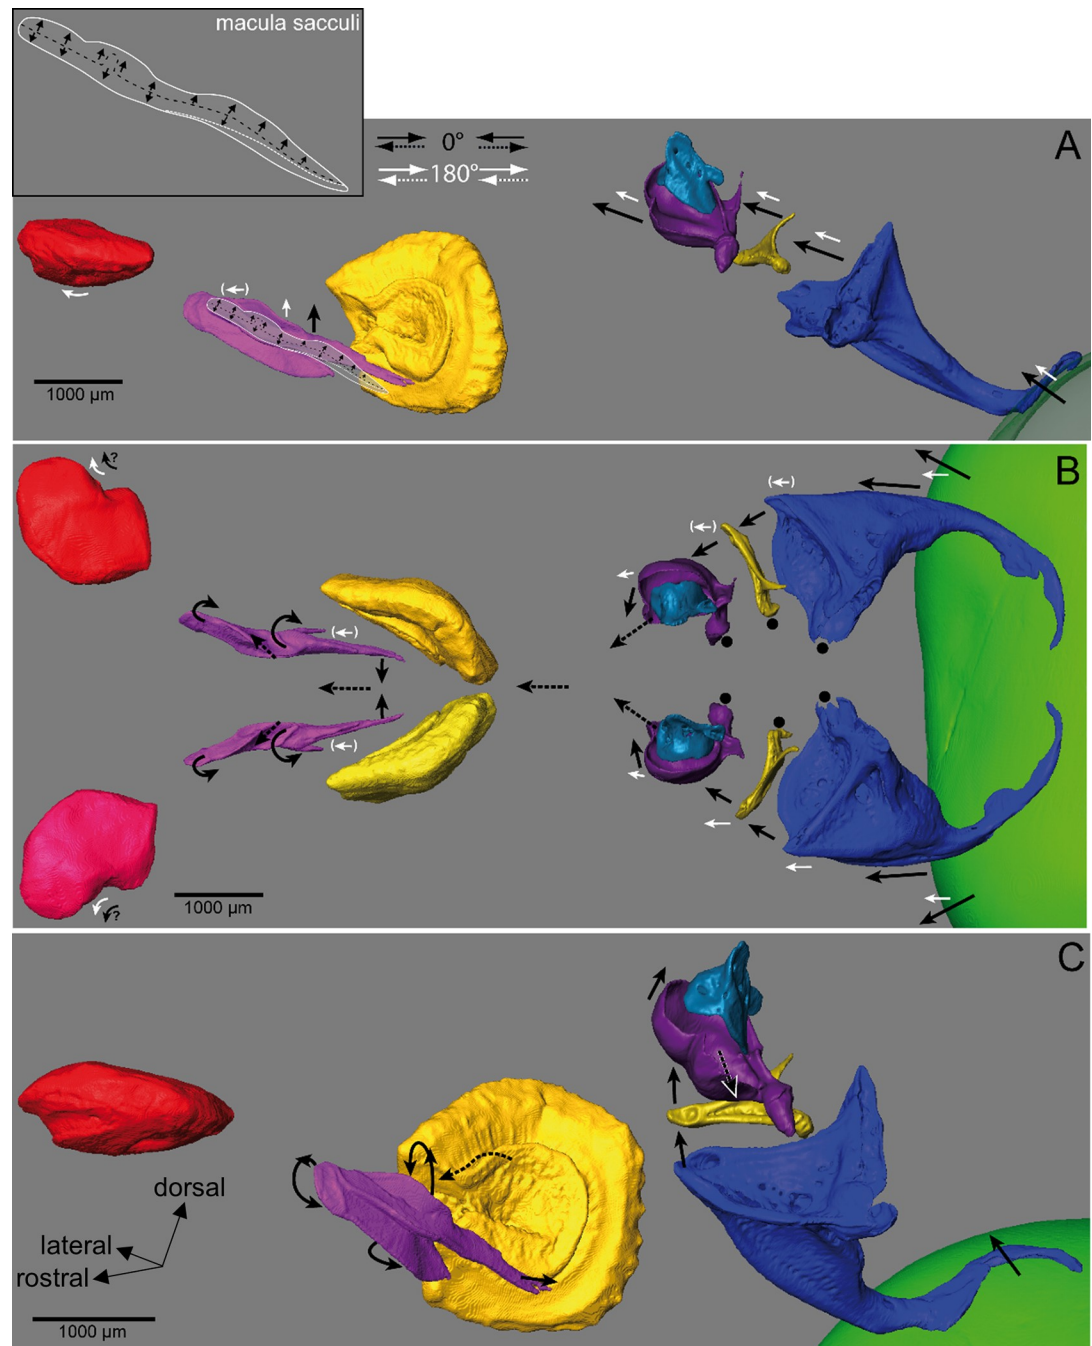 macula sacculi
0°
180°
A
(←)
1000 µm
B
?
(←)
(←)
(←)
(←)
?
1000 µm
C
dorsal
lateral
rostral
1000 µm